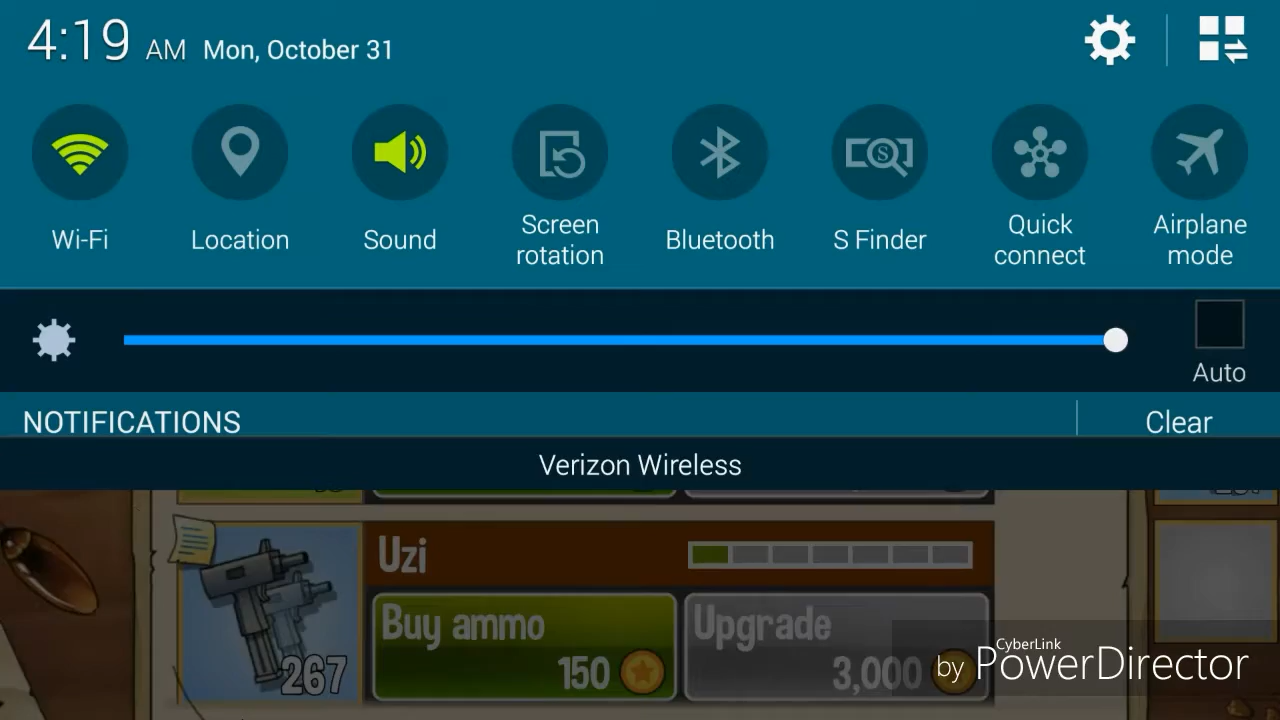 4:19 AM Mon, October 31
Wi-Fi
Location
Sound
Screen
rotation
Bluetooth
S Finder
Quick
connect
Airplane
mode
Auto
NOTIFICATIONS
Clear
Verizon Wireless
Uzi
267
Buy ammo
150
Upgrade
3,000
CyberLink
by PowerDirector